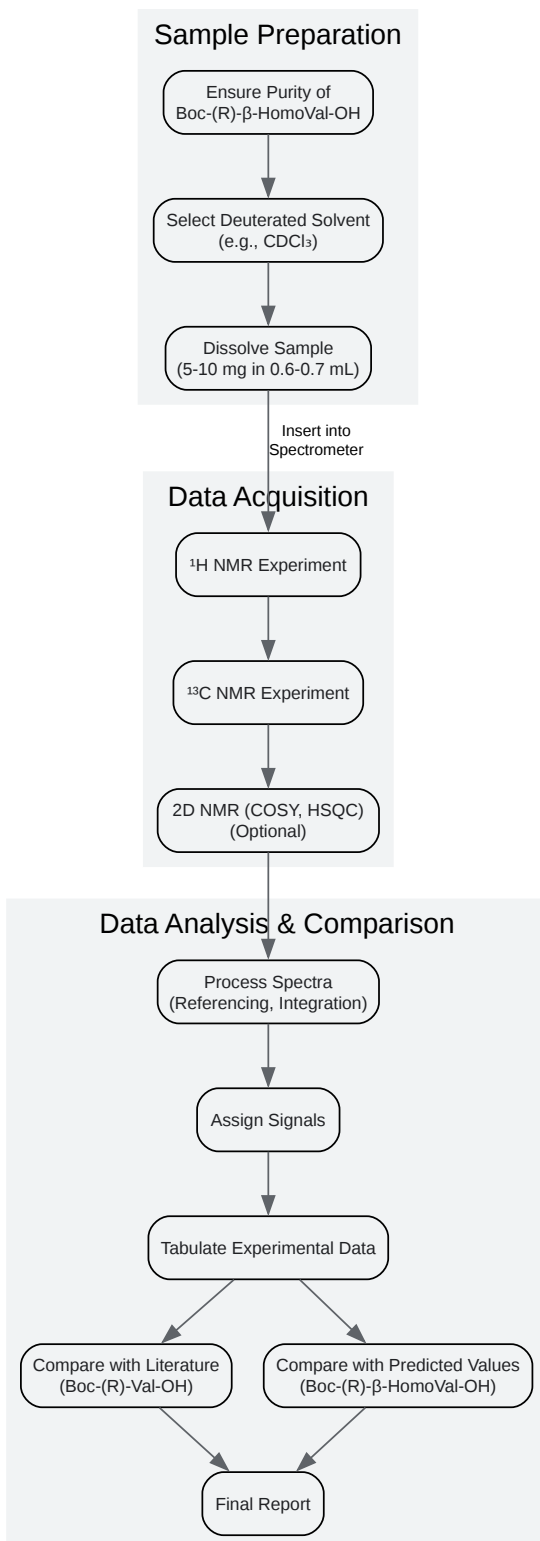 Sample Preparation
Ensure Purity of
Boc-(R)-β-HomoVal-OH
Select Deuterated Solvent
(e.g., CDCl₃)
Dissolve Sample
(5-10 mg in 0.6-0.7 mL)
Insert into
Spectrometer
Data Acquisition
¹H NMR Experiment
¹³C NMR Experiment
2D NMR (COSY, HSQC)
(Optional)
Data Analysis & Comparison
Process Spectra
(Referencing, Integration)
Assign Signals
Tabulate Experimental Data
Compare with Literature
(Boc-(R)-Val-OH)
Compare with Predicted Values
(Boc-(R)-β-HomoVal-OH)
Final Report